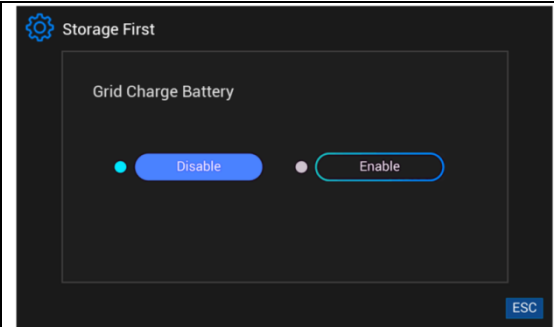 Storage First
Grid Charge Battery
Disable Enable
ESC